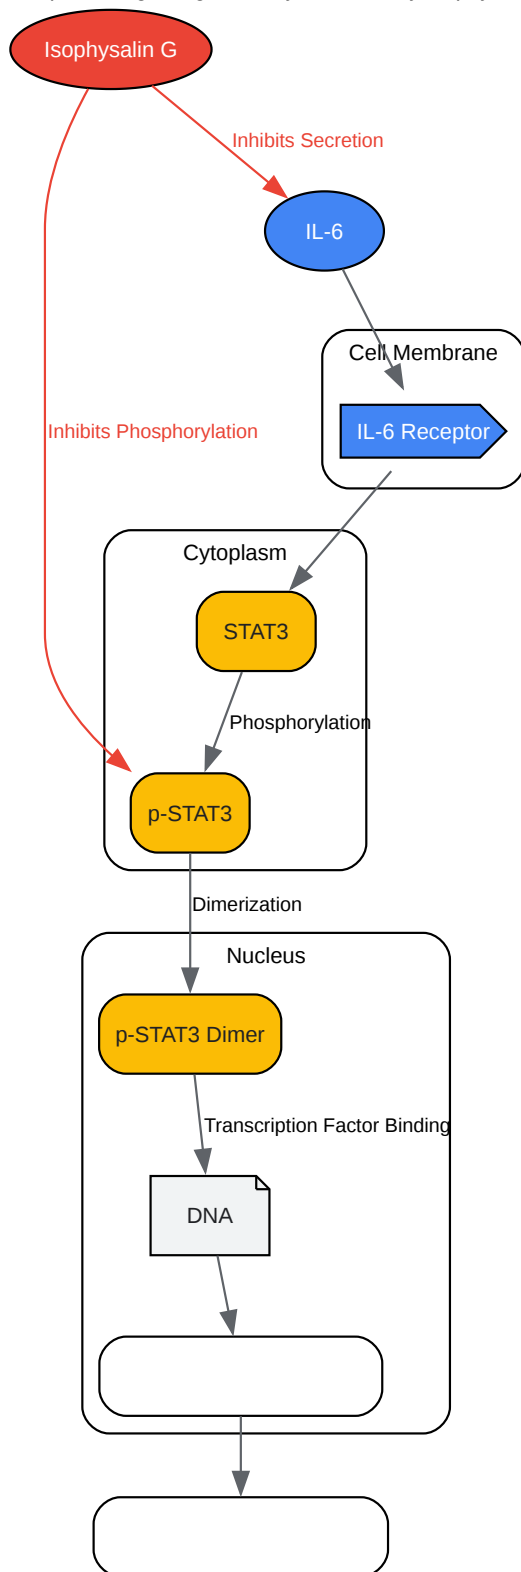 Isophysalin G
Inhibits Secretion
IL-6
Cell Membrane
IL-6 Receptor
Inhibits Phosphorylation
Cytoplasm
STAT3
Phosphorylation
p-STAT3
Dimerization
Nucleus
p-STAT3 Dimer
Transcription Factor Binding
DNA